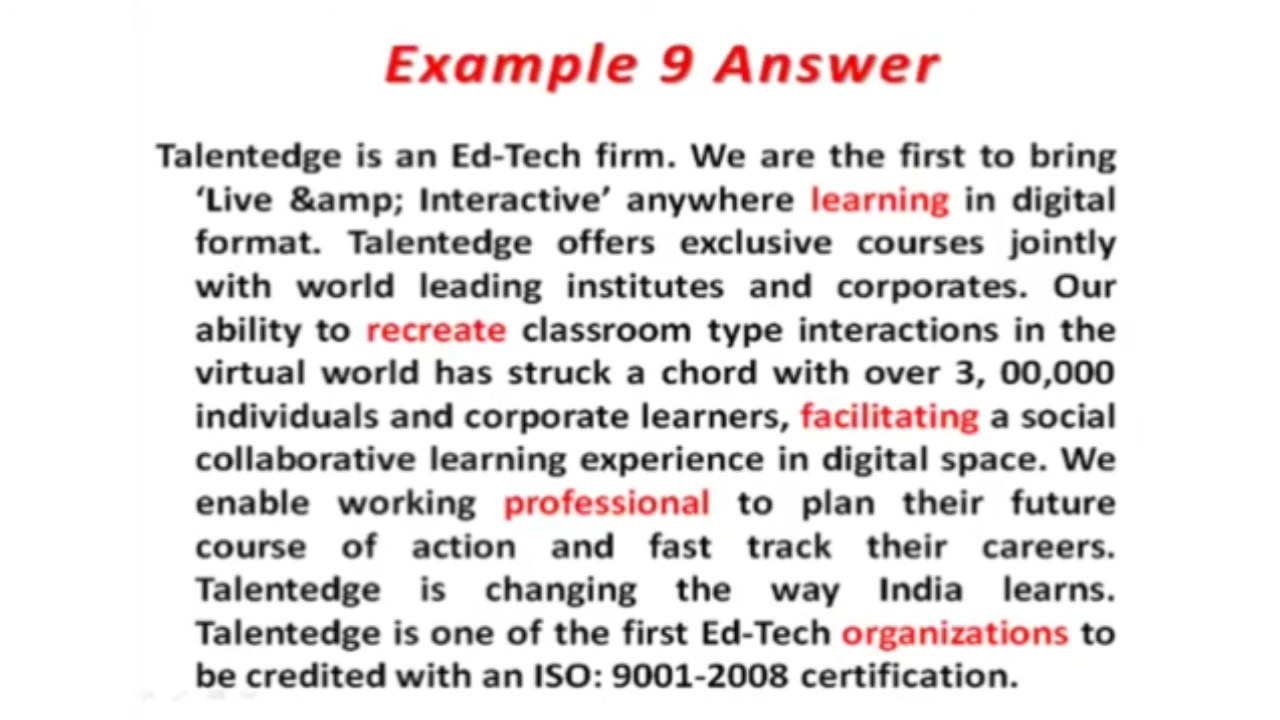 Example 9 Answer
Talentedge is an Ed-Tech firm. We are the first to bring
‘Live &amp; Interactive’ anywhere learning in digital
format. Talentedge offers exclusive courses jointly
with world leading institutes and corporates. Our
ability to recreate classroom type interactions in the
virtual world has struck a chord with over 3, 00,000
individuals and corporate learners, facilitating a social
collaborative learning experience in digital space. We
enable working professional to plan their future
course of action and fast track their careers.
Talentedge is changing the way India learns.
Talentedge is one of the first Ed-Tech organizations to
be credited with an ISO: 9001-2008 certification.